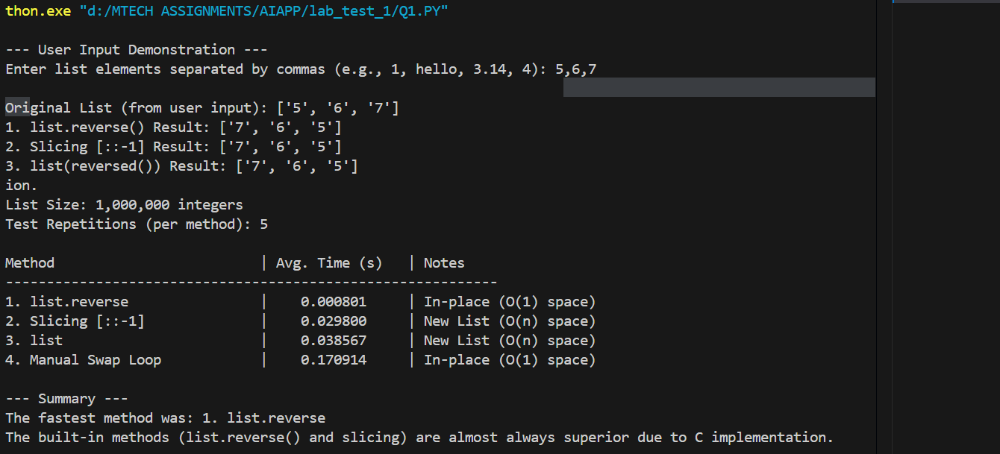 thon.exe "d:/MTECH ASSIGNMENTS/AIAPP/lab_test_1/Q1.PY"
--- User Input Demonstration ---
Enter list elements separated by commas (e.g., 1, hello, 3.14, 4): 5,6,7
Original List (from user input): ['5', '6', '7']
1. list.reverse() Result: ['7', '6', '5']
2. Slicing [::-1] Result: ['7', '6', '5']
3. list(reversed()) Result: ['7', '6', '5']
ion.
List Size: 1,000,000 integers
Test Repetitions (per method): 5
Method | Avg. Time (s) | Notes
------------------------------------------------------------
1. list.reverse | 0.000801 | In-place (O(1) space)
2. Slicing [::-1] | 0.029800 | New List (O(n) space)
3. list | 0.038567 | New List (O(n) space)
4. Manual Swap Loop | 0.170914 | In-place (O(1) space)
--- Summary ---
The fastest method was: 1. list.reverse
The built-in methods (list.reverse() and slicing) are almost always superior due to C implementation.